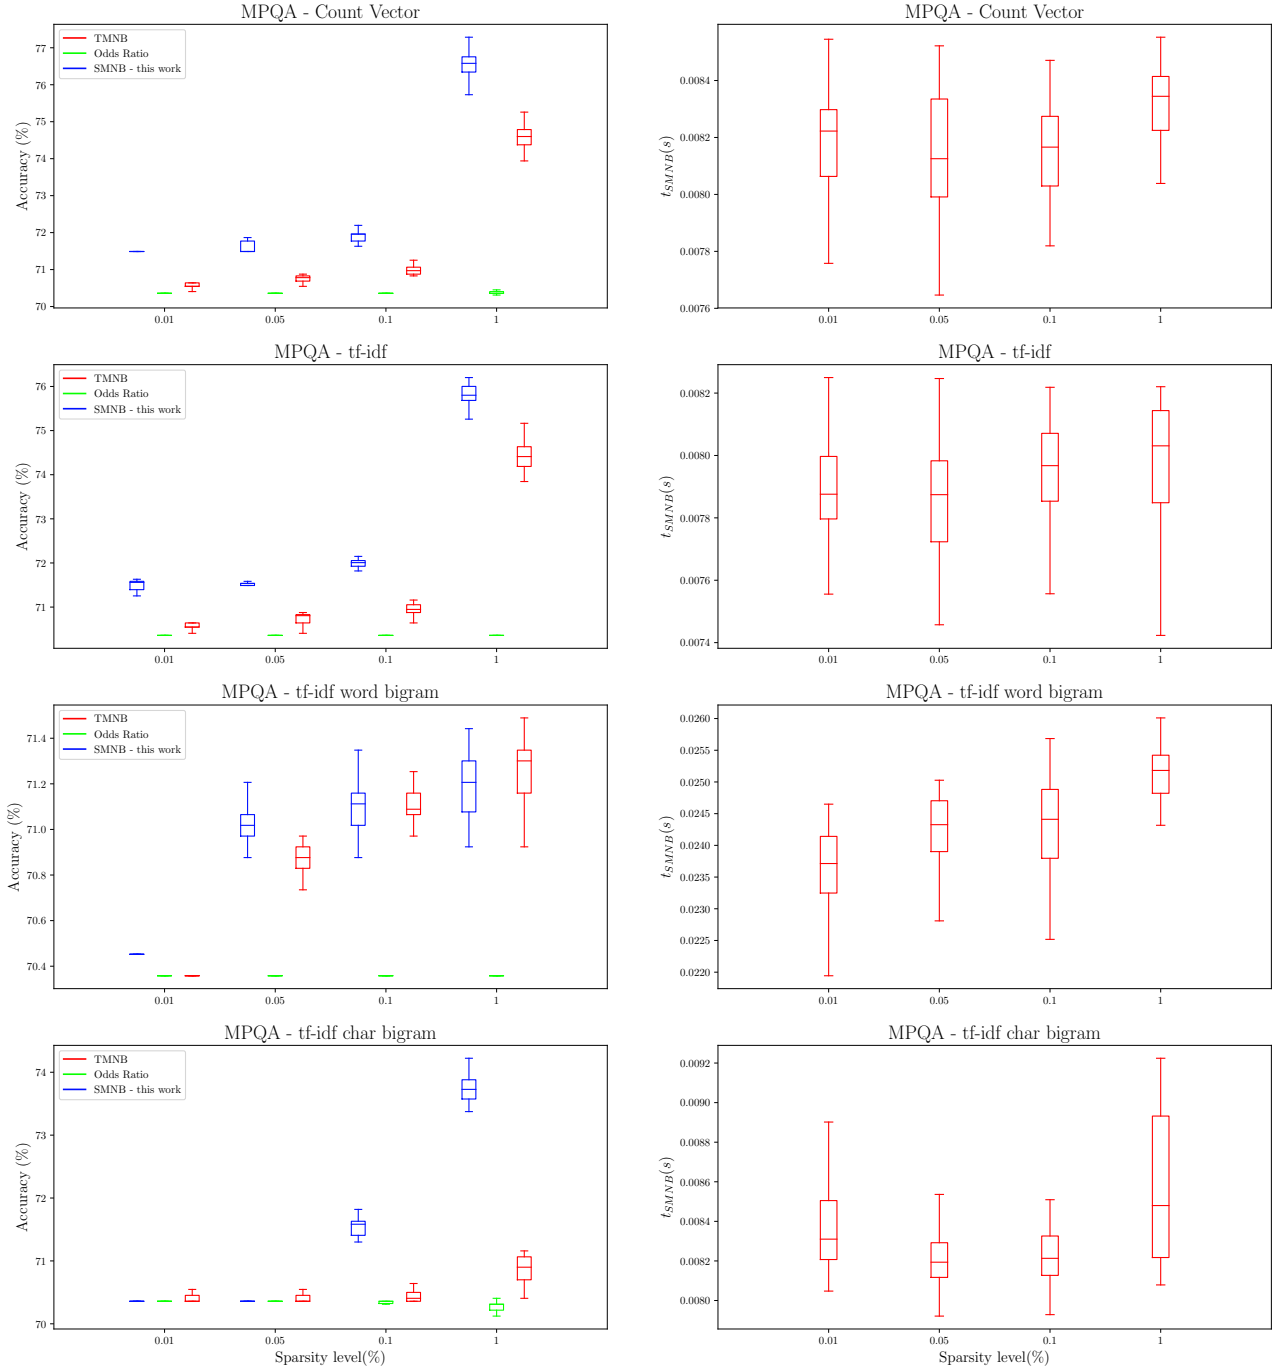 MPQA - Count Vector
TMNB
Odds Ratio
SMNB - this work
Accuracy (%)
77
76
75
74
73
72
71
70
0.01 0.05 0.1 1
MPQA - Count Vector
t_SMNB(s)
0.0084
0.0082
0.0080
0.0078
0.0076
0.01 0.05 0.1 1
MPQA - tf-idf
TMNB
Odds Ratio
SMNB - this work
Accuracy (%)
76
75
74
73
72
71
0.01 0.05 0.1 1
MPQA - tf-idf
t_SMNB(s)
0.0082
0.0080
0.0078
0.0076
0.0074
0.01 0.05 0.1 1
MPQA - tf-idf word bigram
TMNB
Odds Ratio
SMNB - this work
Accuracy (%)
71.4
71.2
71.0
70.8
70.6
70.4
0.01 0.05 0.1 1
MPQA - tf-idf word bigram
t_SMNB(s)
0.0260
0.0255
0.0250
0.0245
0.0240
0.0235
0.0230
0.0225
0.0220
0.01 0.05 0.1 1
MPQA - tf-idf char bigram
TMNB
Odds Ratio
SMNB - this work
Accuracy (%)
74
73
72
71
70
0.01 0.05 0.1 1
Sparsity level(%)
MPQA - tf-idf char bigram
t_SMNB(s)
0.0092
0.0090
0.0088
0.0086
0.0084
0.0082
0.0080
0.01 0.05 0.1 1
Sparsity level(%)